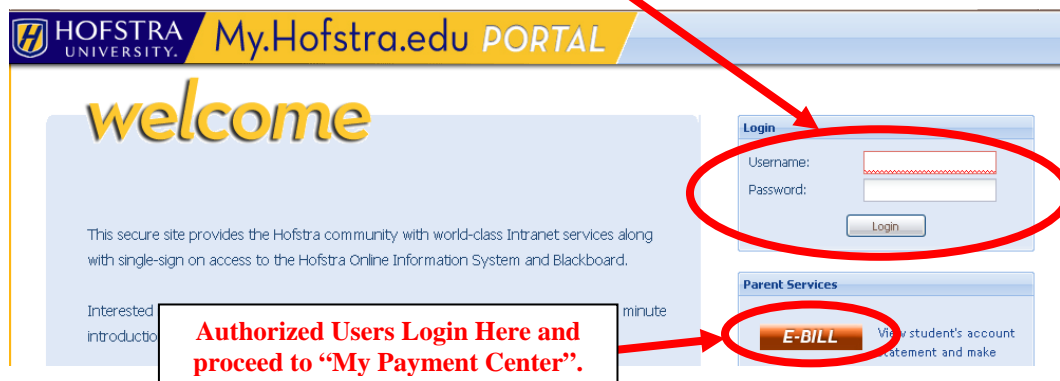 HOFSTRA
UNIVERSITY.
My.Hofstra.edu PORTAL
welcome
Login
Username:
Password:
Login
This secure site provides the Hofstra community with world-class Intranet services along
with single-sign on access to the Hofstra Online Information System and Blackboard.
Parent Services
Interested
minute
Authorized Users Login Here and
proceed to “My Payment Center”.
E-BILL
View student's account
statement and make